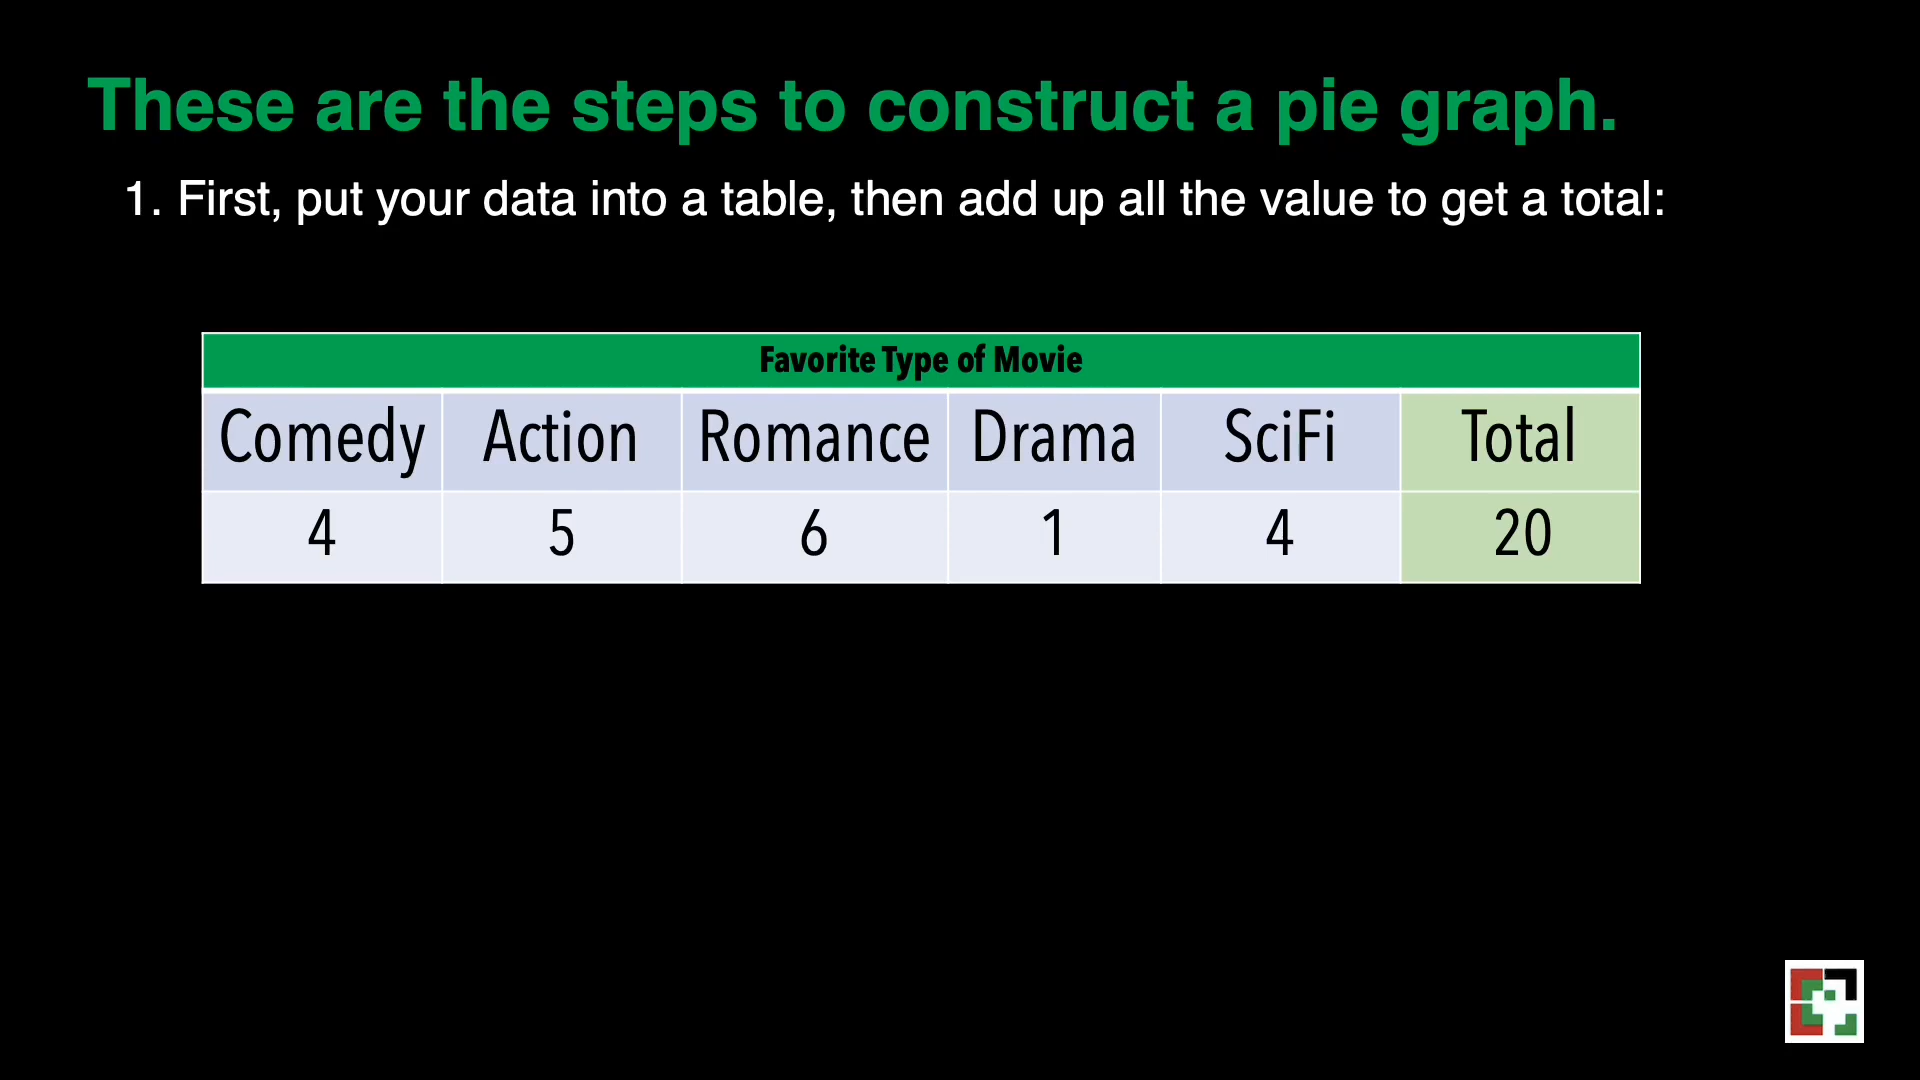 These are the steps to construct a pie graph.
1. First, put your data into a table, then add up all the value to get a total:
Favorite Type of Movie
Comedy Action Romance Drama SciFi Total
4 5 6 1 4 20